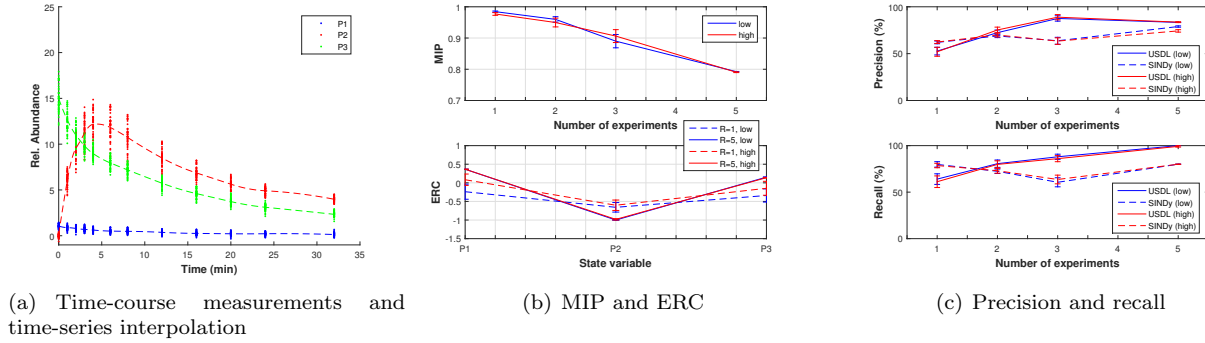 25
20
15
10
5
0
Rel. Abundance
0 5 10 15 20 25 30 35
Time (min)
P1
P2
P3
(a) Time-course measurements and
time-series interpolation
1
0.9
0.8
0.7
MIP
1 2 3 4 5
Number of experiments
low
high
1
0.5
0
-0.5
-1
-1.5
ERC
P1 P2 P3
State variable
R=1, low
R=5, low
R=1, high
R=5, high
(b) MIP and ERC
100
50
0
Precision (%)
1 2 3 4 5
Number of experiments
USDL (low)
SINDy (low)
USDL (high)
SINDy (high)
100
50
0
Recall (%)
1 2 3 4 5
Number of experiments
USDL (low)
SINDy (low)
USDL (high)
SINDy (high)
(c) Precision and recall